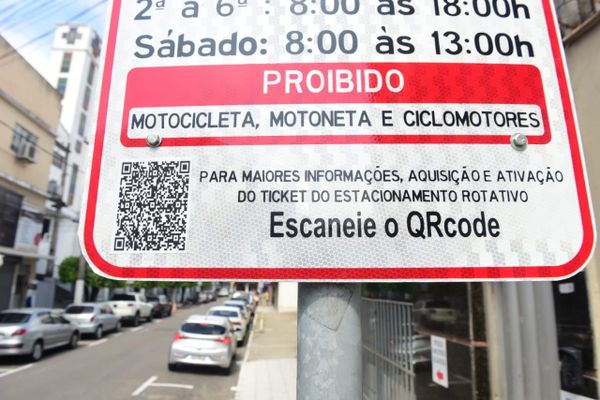 2ª a 6ª : 8:00 às 18:00h
Sábado: 8:00 às 13:00h
PROIBIDO
MOTOCICLETA, MOTONETA E CICLOMOTORES
PARA MAIORES INFORMAÇÕES, AQUISIÇÃO E ATIVAÇÃO
DO TICKET DO ESTACIONAMENTO ROTATIVO
Escaneie o QRcode